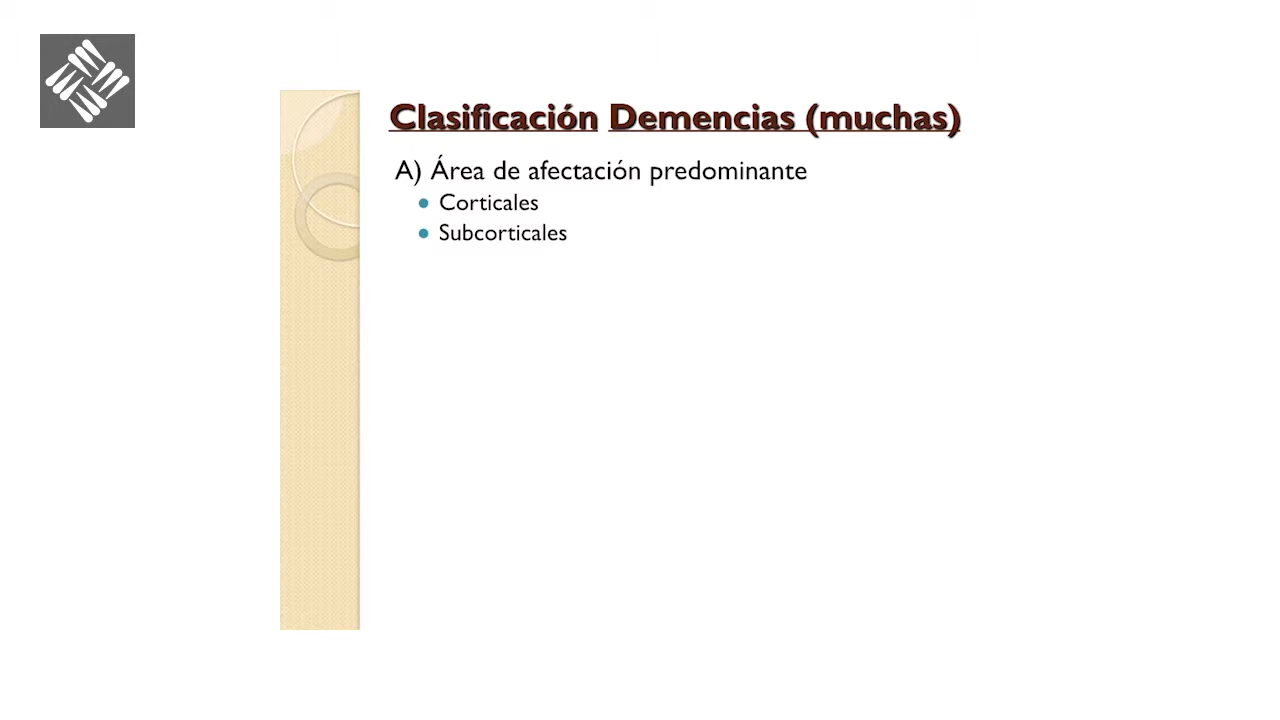 Clasificación Demencias (muchas)
A) Área de afectación predominante
Corticales
Subcorticales